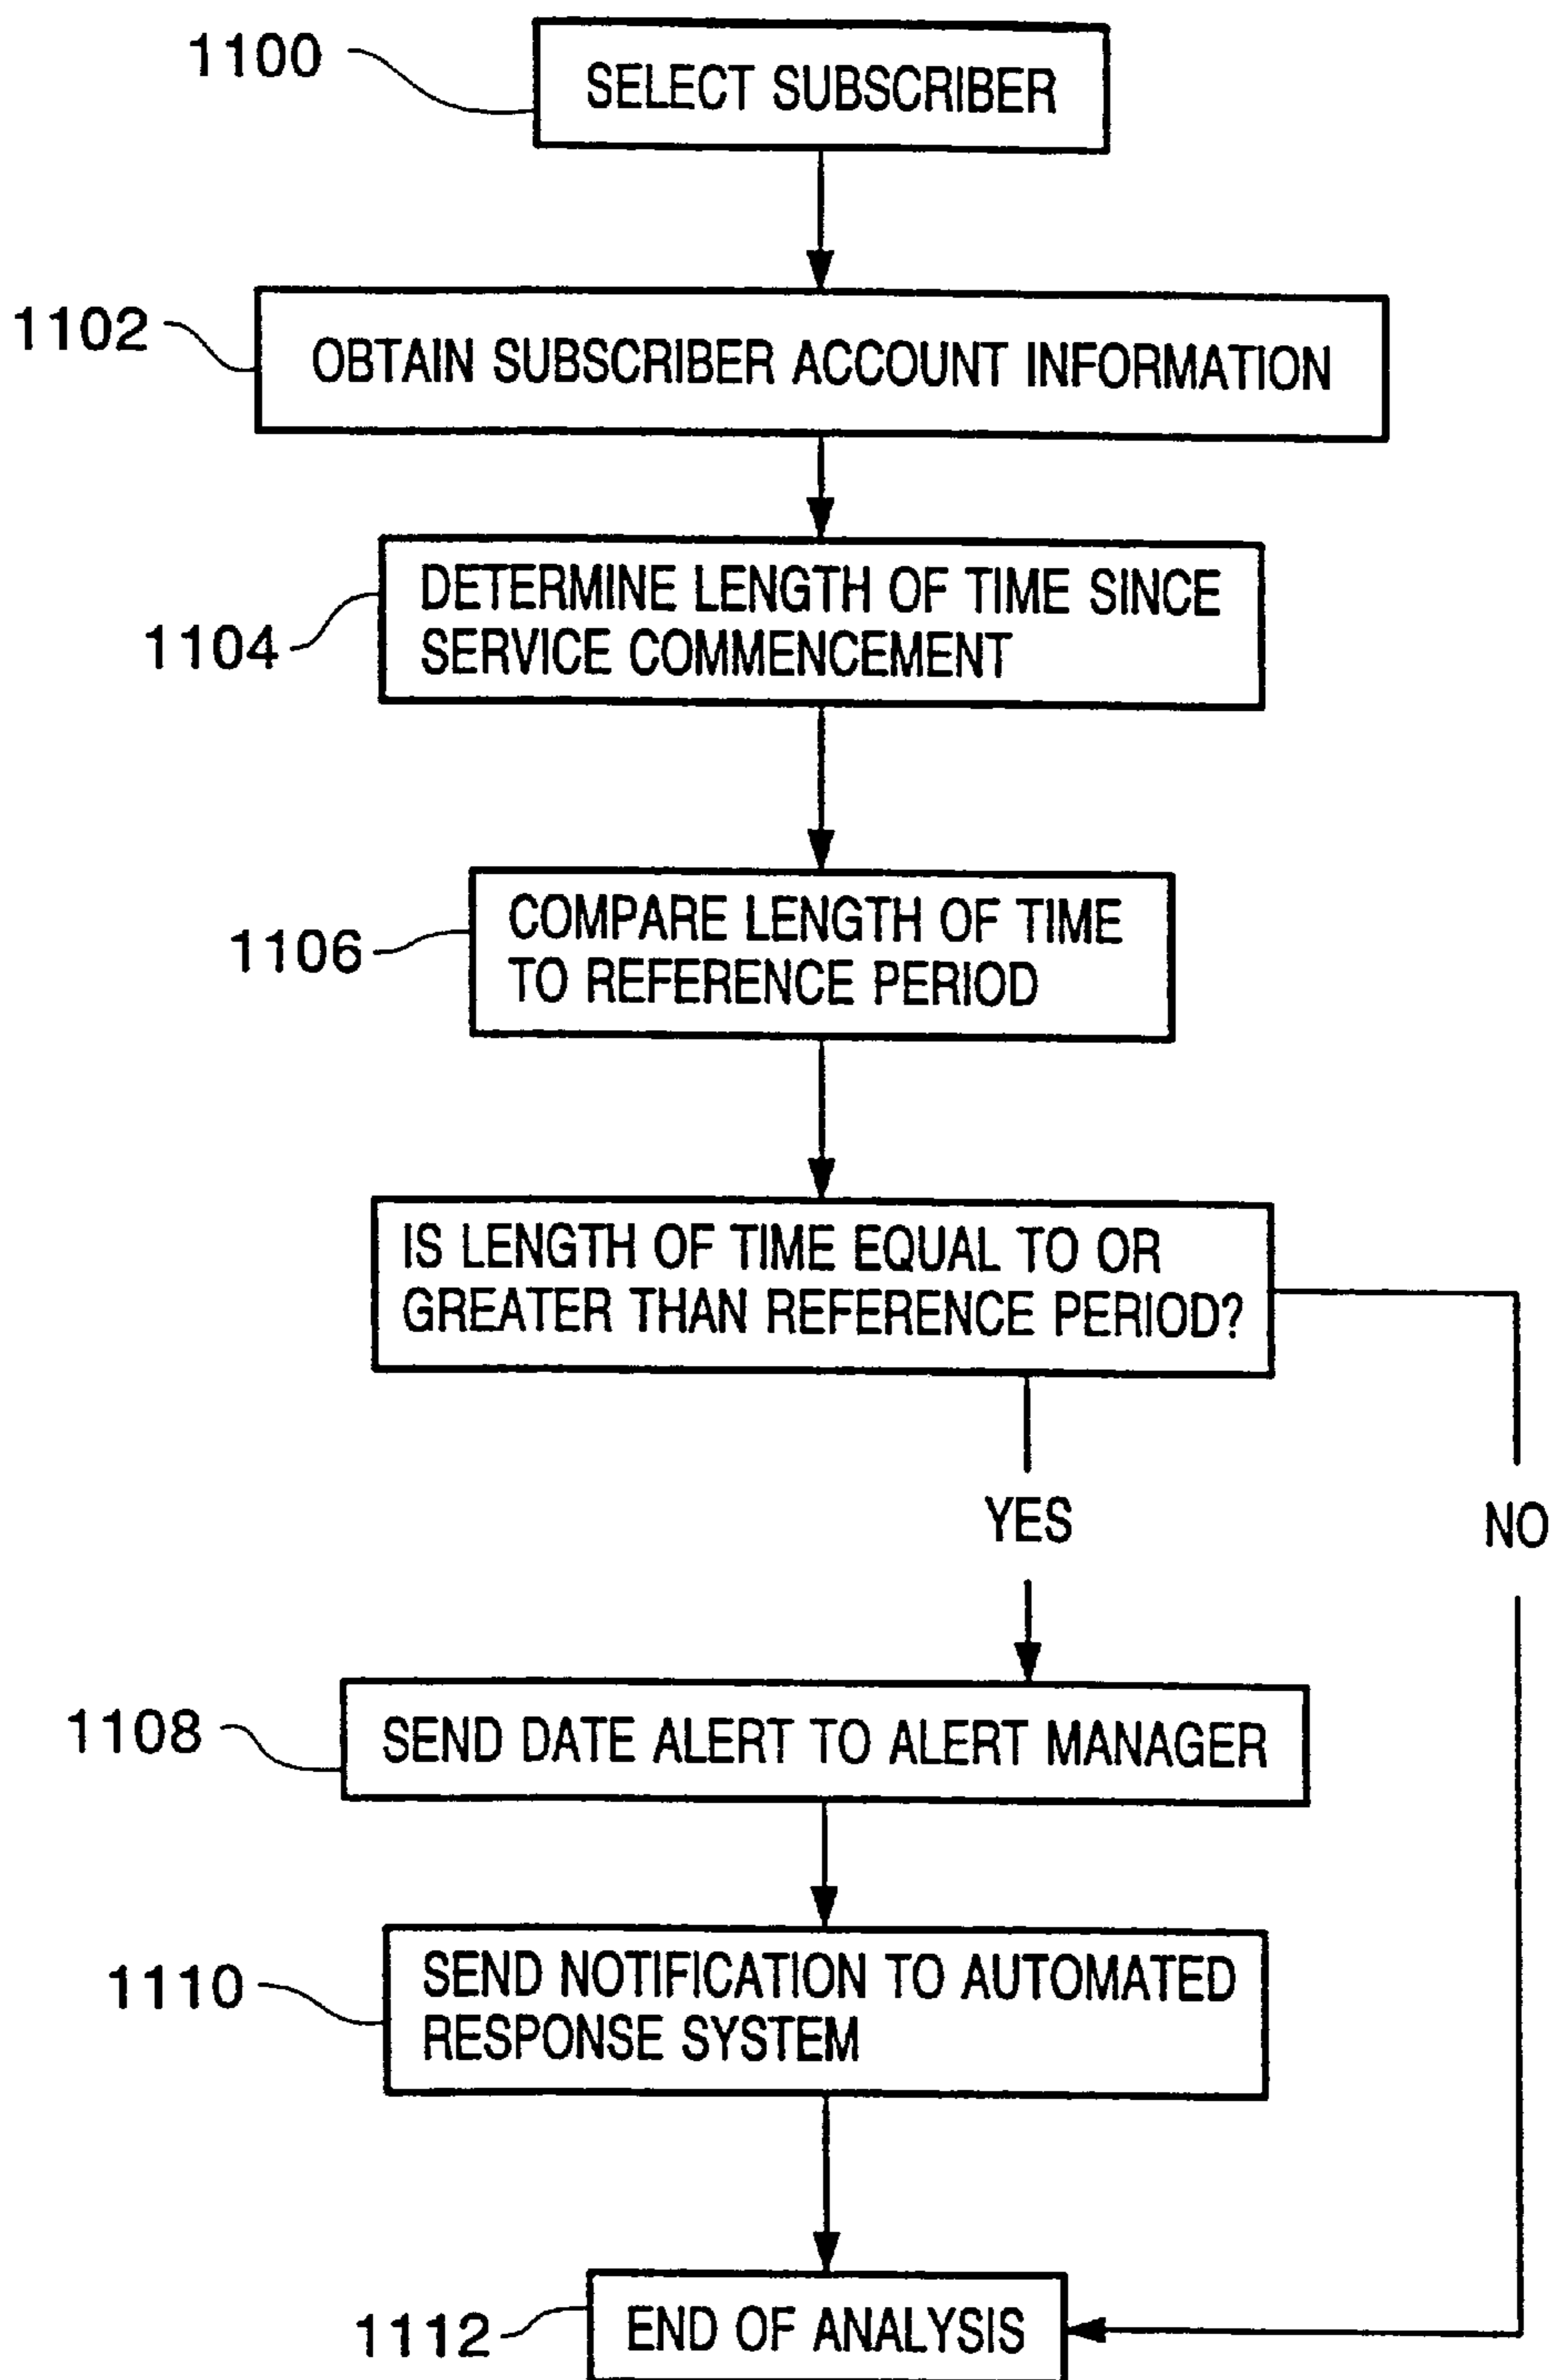 1100
SELECT SUBSCRIBER
1102
OBTAIN SUBSCRIBER ACCOUNT INFORMATION
1104
DETERMINE LENGTH OF TIME SINCE
SERVICE COMMENCEMENT
1106
COMPARE LENGTH OF TIME
TO REFERENCE PERIOD
IS LENGTH OF TIME EQUAL TO OR
GREATER THAN REFERENCE PERIOD?
YES
NO
1108
SEND DATE ALERT TO ALERT MANAGER
1110
SEND NOTIFICATION TO AUTOMATED
RESPONSE SYSTEM
1112
END OF ANALYSIS